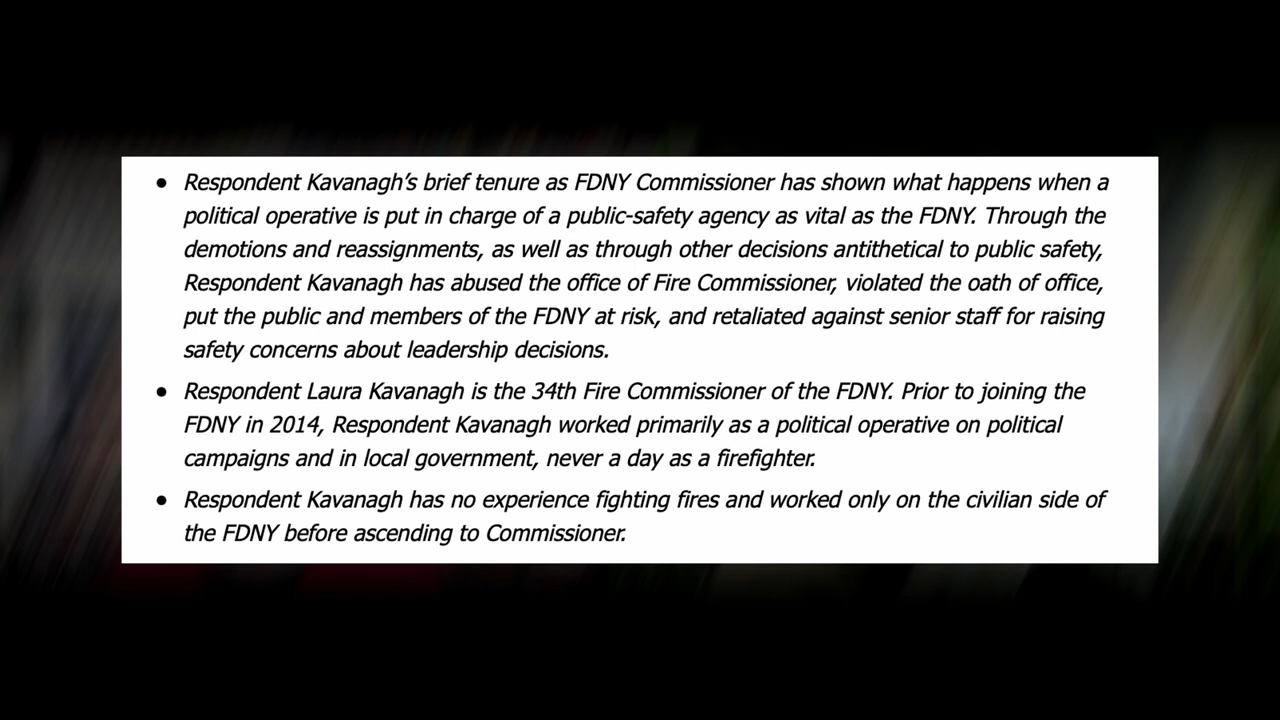 • Respondent Kavanagh’s brief tenure as FDNY Commissioner has shown what happens when a
political operative is put in charge of a public-safety agency as vital as the FDNY. Through the
demotions and reassignments, as well as through other decisions antithetical to public safety,
Respondent Kavanagh has abused the office of Fire Commissioner, violated the oath of office,
put the public and members of the FDNY at risk, and retaliated against senior staff for raising
safety concerns about leadership decisions.
• Respondent Laura Kavanagh is the 34th Fire Commissioner of the FDNY. Prior to joining the
FDNY in 2014, Respondent Kavanagh worked primarily as a political operative on political
campaigns and in local government, never a day as a firefighter.
• Respondent Kavanagh has no experience fighting fires and worked only on the civilian side of
the FDNY before ascending to Commissioner.